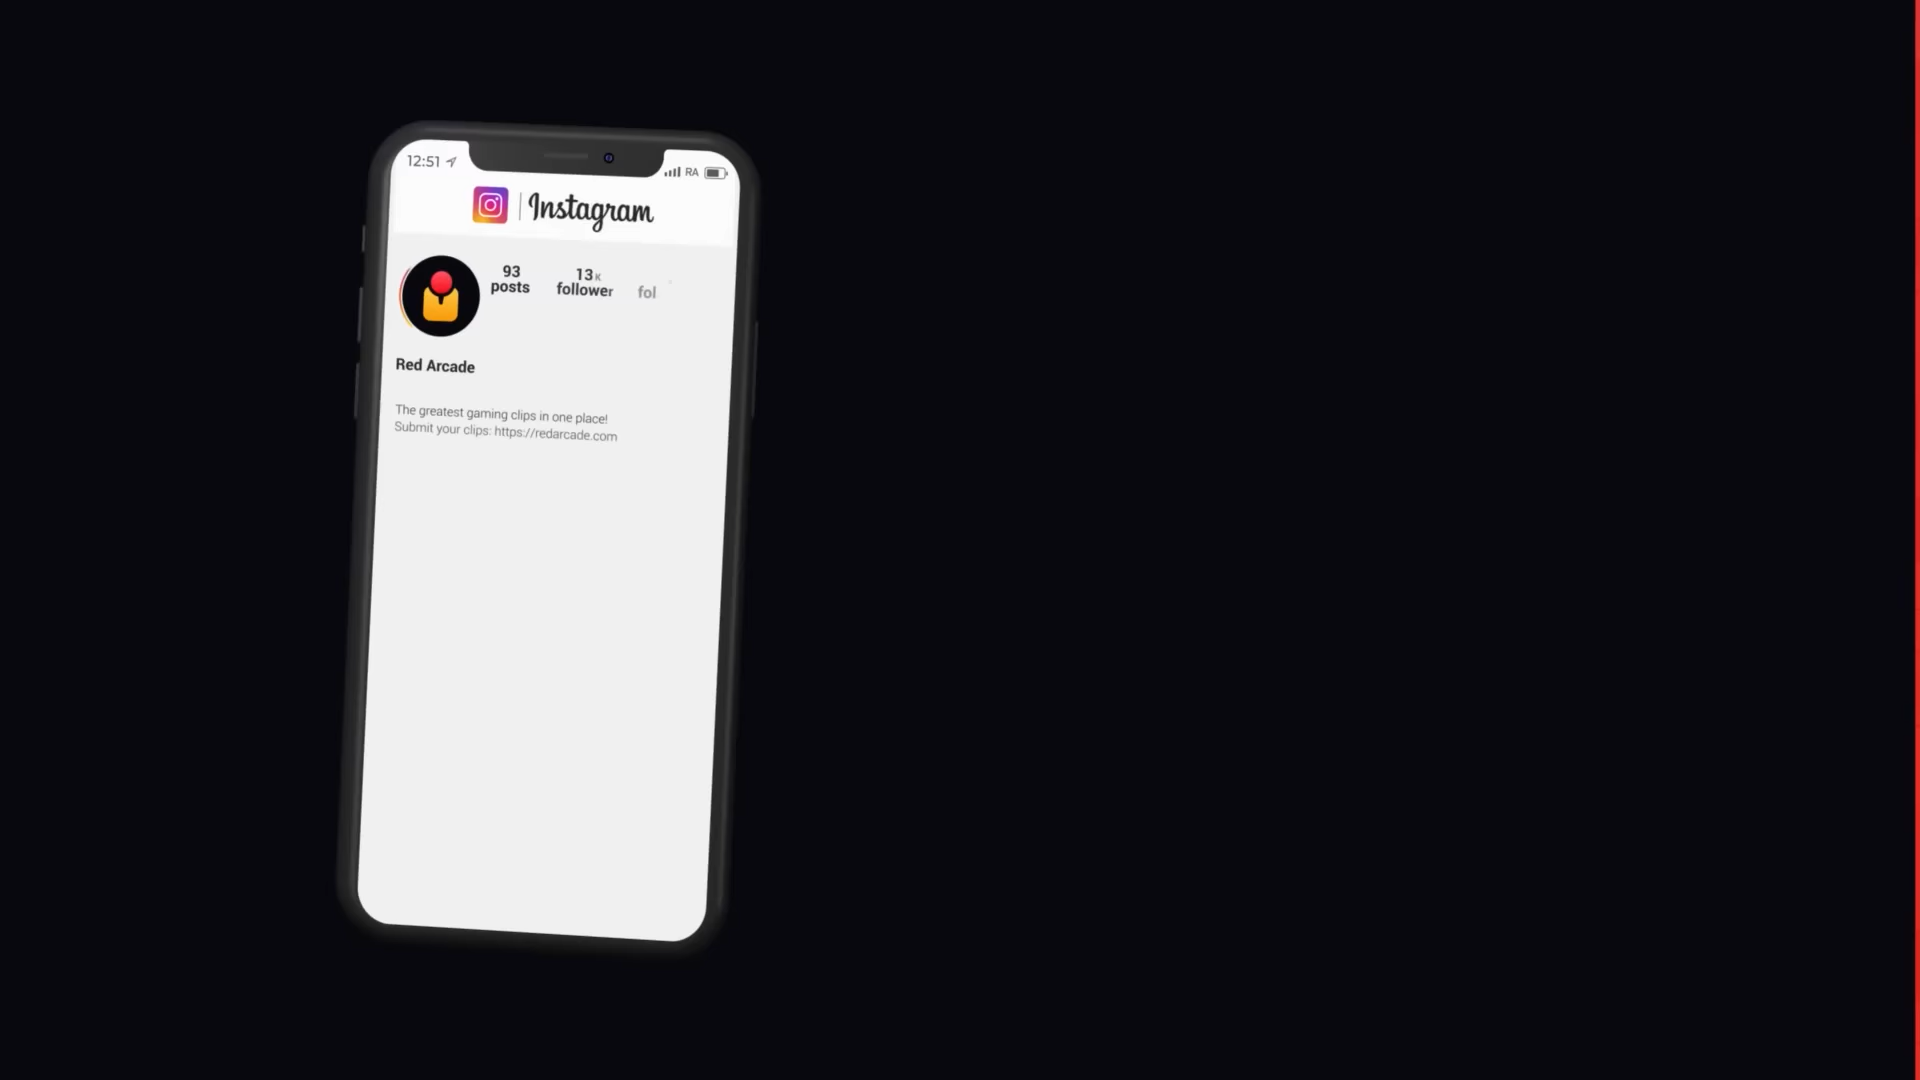 12:51
RA
Instagram
93
posts
13K
follower
fol
Red Arcade
The greatest gaming clips in one place!
Submit your clips: https://redarcade.com